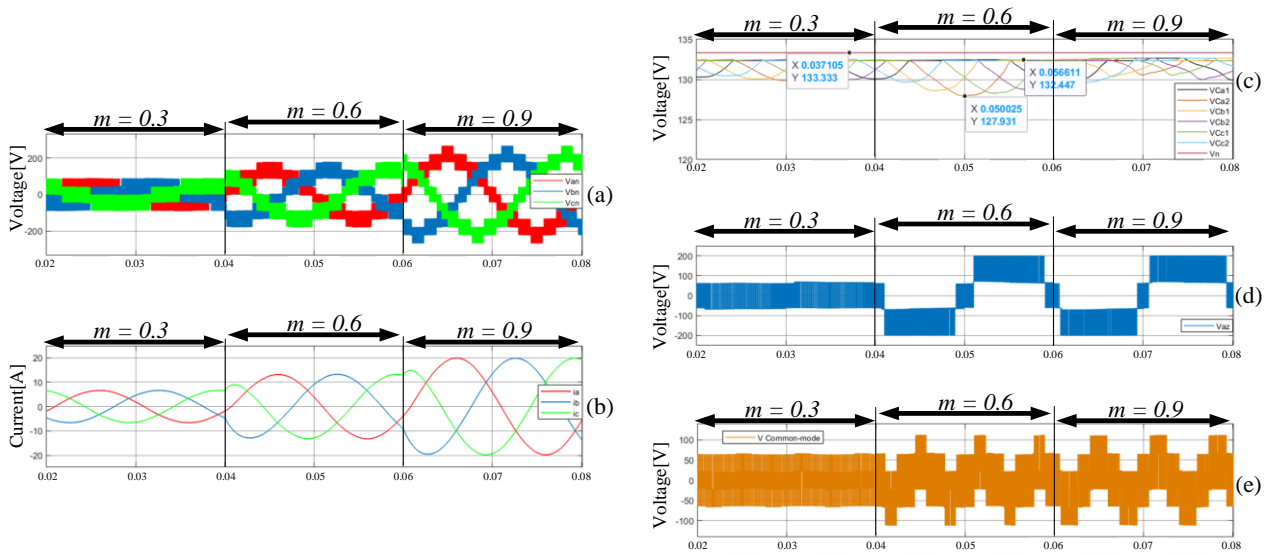 m = 0.3
m = 0.6
m = 0.9
Voltage[V]
200
0
-200
Van
Vbn
Vcn
(a)
0.02
0.03
0.04
0.05
0.06
0.07
0.08
m = 0.3
m = 0.6
m = 0.9
Current[A]
20
10
0
-10
-20
ia
ib
ic
(b)
0.02
0.03
0.04
0.05
0.06
0.07
0.08
m = 0.3
m = 0.6
m = 0.9
Voltage[V]
135
130
125
120
X 0.037105
Y 133.333
X 0.056611
Y 132.447
X 0.050025
Y 127.931
VCa1
VCa2
VCb1
VCb2
VCc1
VCc2
Vn
(c)
0.02
0.03
0.04
0.05
0.06
0.07
0.08
m = 0.3
m = 0.6
m = 0.9
Voltage[V]
200
100
0
-100
-200
Vaz
(d)
0.02
0.03
0.04
0.05
0.06
0.07
0.08
m = 0.3
m = 0.6
m = 0.9
Voltage[V]
100
50
0
-50
-100
V Common-mode
(e)
0.02
0.03
0.04
0.05
0.06
0.07
0.08